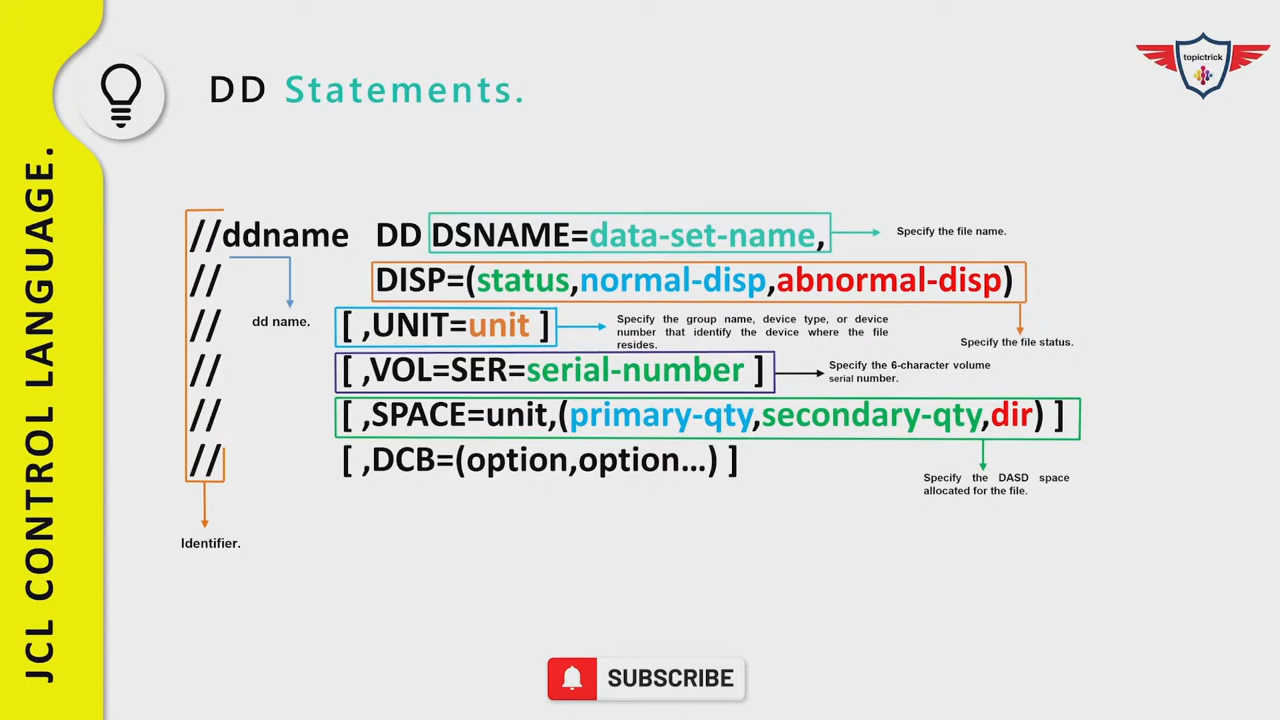 topictrick
DD Statements.
JCL CONTROL LANGUAGE.
//ddname DD DSNAME=data-set-name,
Specify the file name.
// DISP=(status,normal-disp,abnormal-disp)
dd name.
// [ ,UNIT=unit ]
Specify the group name, device type, or device
number that identify the device where the file
resides.
Specify the file status.
// [ ,VOL=SER=serial-number ]
Specify the 6-character volume
serial number.
// [ ,SPACE=unit,(primary-qty,secondary-qty,dir) ]
// [ ,DCB=(option,option...) ]
Specify the DASD space
allocated for the file.
Identifier.
SUBSCRIBE